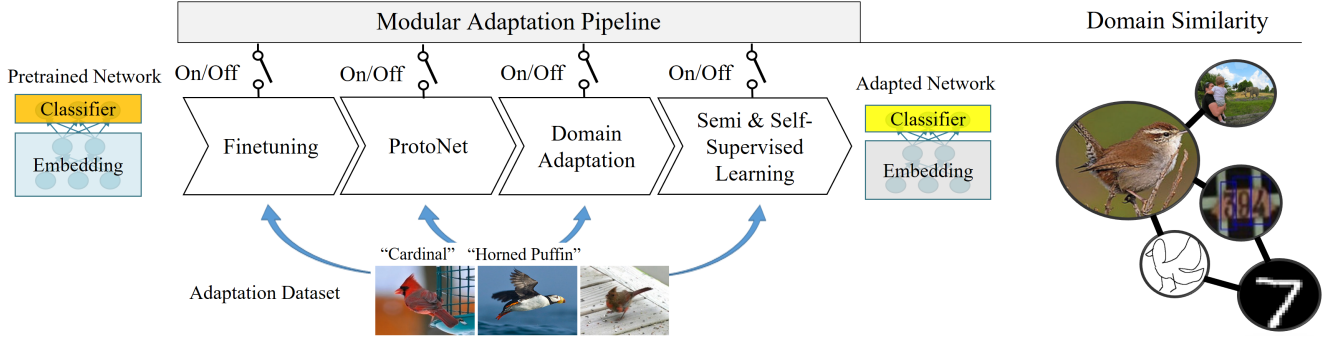 Modular Adaptation Pipeline
Domain Similarity
Pretrained Network
On/Off
On/Off
On/Off
On/Off
Adapted Network
Classifier
Embedding
Finetuning
ProtoNet
Domain
Adaptation
Semi & Self-
Supervised
Learning
Classifier
Embedding
“Cardinal”
“Horned Puffin”
Adaptation Dataset
384
7